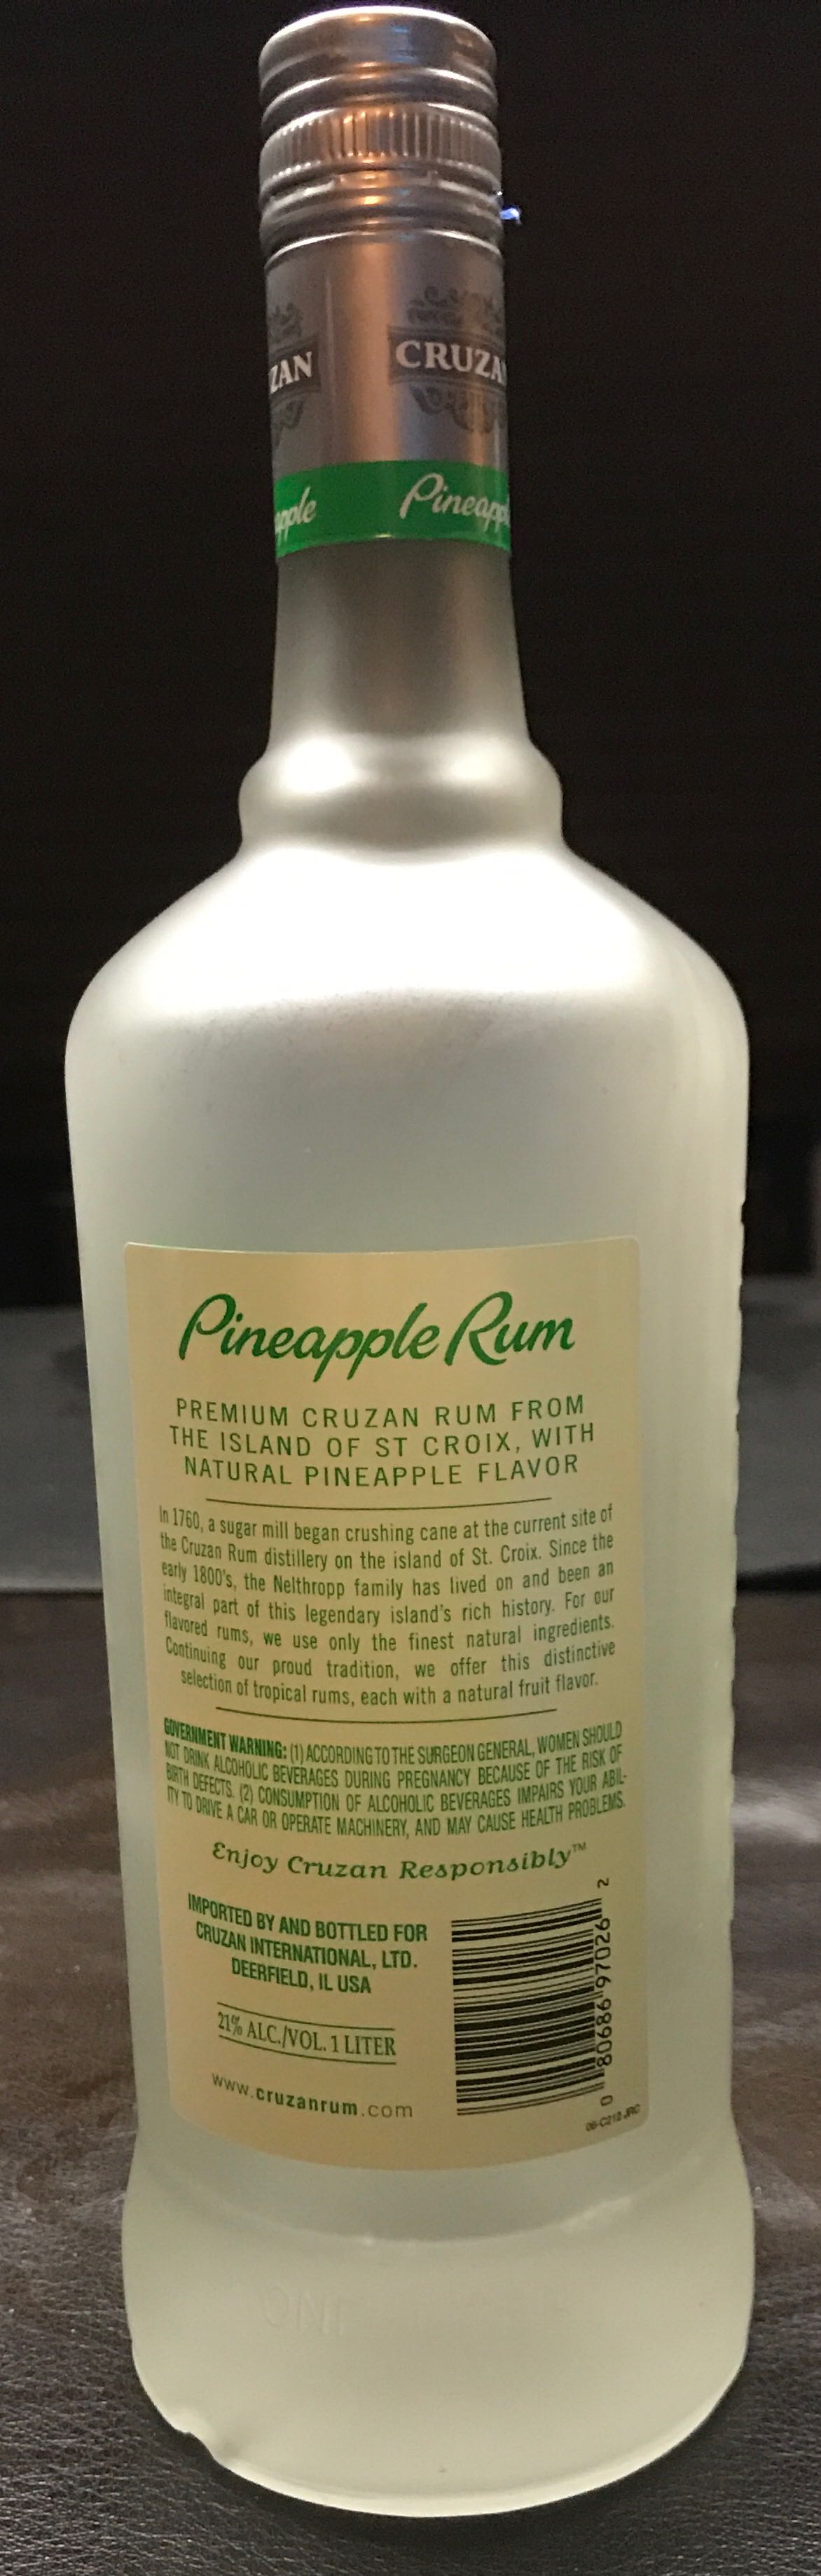 ZAN CRUZA
apple Pineapp
Pineapple Rum
PREMIUM CRUZAN RUM FROM
THE ISLAND OF ST CROIX, WITH
NATURAL PINEAPPLE FLAVOR
In 1760, a sugar mill began crushing cane at the current site of
the Cruzan Rum distillery on the island of St. Croix. Since the
early 1800's, the Nelthropp family has lived on and been an
integral part of this legendary island's rich history. For our
flavored rums, we use only the finest natural ingredients.
Continuing our proud tradition, we offer this distinctive
selection of tropical rums, each with a natural fruit flavor.
GOVERNMENT WARNING: (1) ACCORDING TO THE SURGEON GENERAL, WOMEN SHOULD
NOT DRINK ALCOHOLIC BEVERAGES DURING PREGNANCY BECAUSE OF THE RISK OF
BIRTH DEFECTS. (2) CONSUMPTION OF ALCOHOLIC BEVERAGES IMPAIRS YOUR ABIL-
ITY TO DRIVE A CAR OR OPERATE MACHINERY, AND MAY CAUSE HEALTH PROBLEMS.
Enjoy Cruzan Responsibly™
IMPORTED BY AND BOTTLED FOR
CRUZAN INTERNATIONAL, LTD.
DEERFIELD, IL USA
21% ALC./VOL. 1 LITER
www.cruzanrum.com
0 80686 97026 2